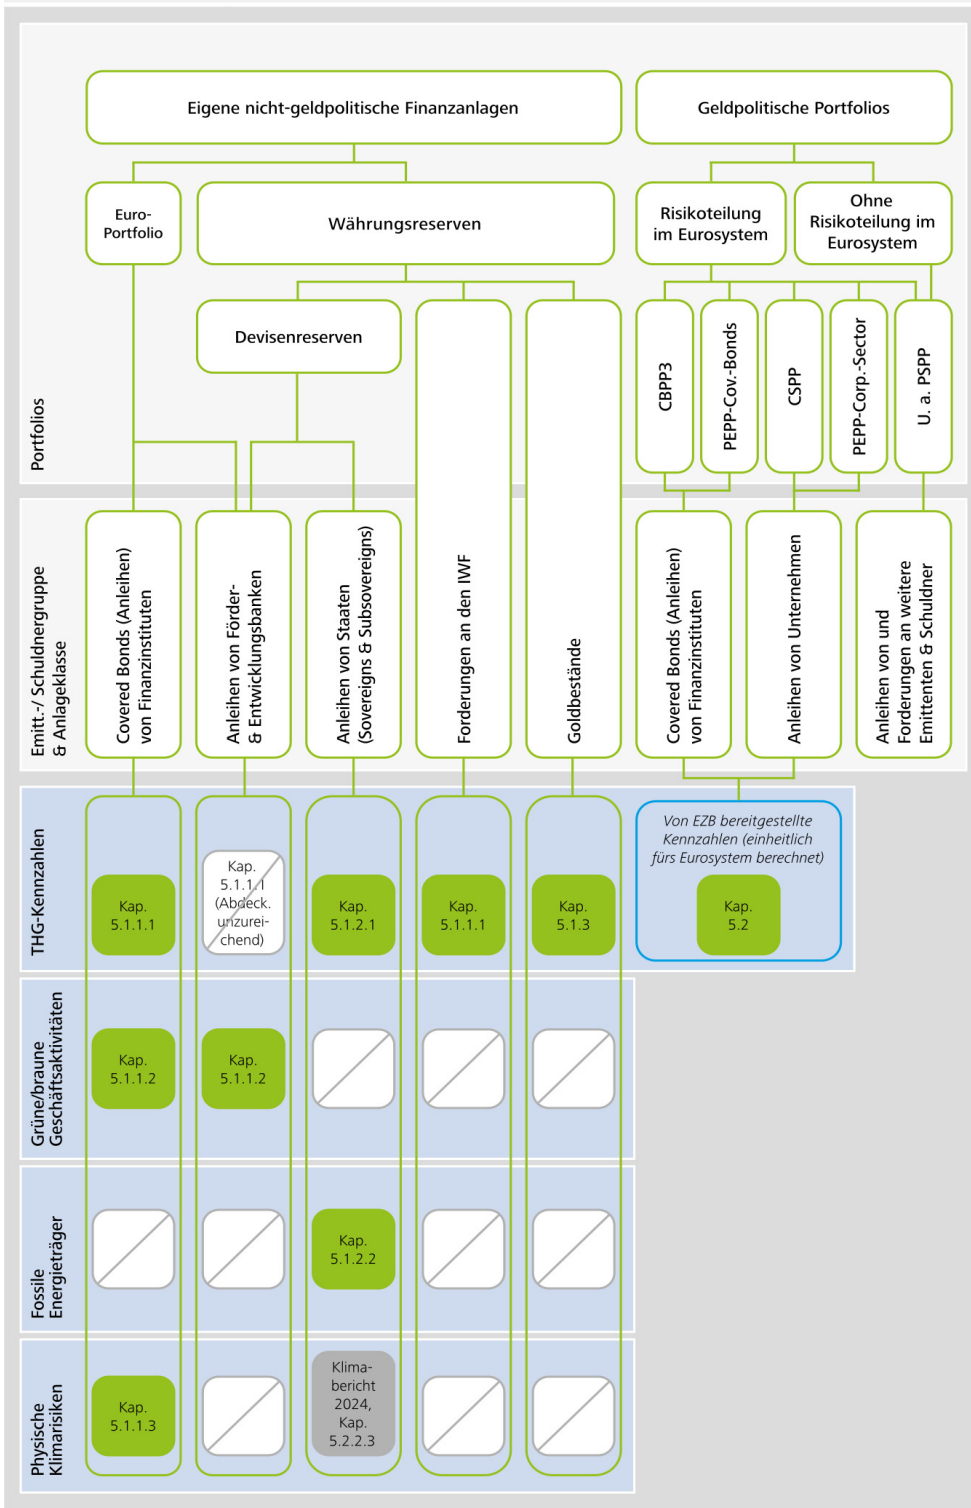 Eigene nicht-geldpolitische Finanzanlagen
Geldpolitische Portfolios
Euro-
Portfolio
Währungsreserven
Risikoteilung
im Eurosystem
Ohne
Risikoteilung im
Eurosystem
Devisenreserven
CBPP3
PEPP-Cov.-Bonds
CSPP
PEPP-Corp.-Sector
U. a. PSPP
Portfolios
Emitt.-/ Schuldnergruppe
& Anlageklasse
Covered Bonds (Anleihen)
von Finanzinstituten
Anleihen von Förder-
& Entwicklungsbanken
Anleihen von Staaten
(Sovereigns & Subsovereigns)
Forderungen an den IWF
Goldbestände
Covered Bonds (Anleihen)
von Finanzinstituten
Anleihen von Unternehmen
Anleihen von und
Forderungen an weitere
Emittenten & Schuldner
THG-Kennzahlen
Kap.
5.1.1.1
Kap.
5.1.1.1
(Abdeck.
unzurei-
chend)
Kap.
5.1.2.1
Kap.
5.1.1.1
Kap.
5.1.3
Von EZB bereitgestellte
Kennzahlen (einheitlich
fürs Eurosystem berechnet)
Kap.
5.2
Grüne/braune
Geschäftsaktivitäten
Kap.
5.1.1.2
Kap.
5.1.1.2
Fossile
Energieträger
Kap.
5.1.2.2
Physische
Klimarisiken
Kap.
5.1.1.3
Klima-
bericht
2024,
Kap.
5.2.2.3